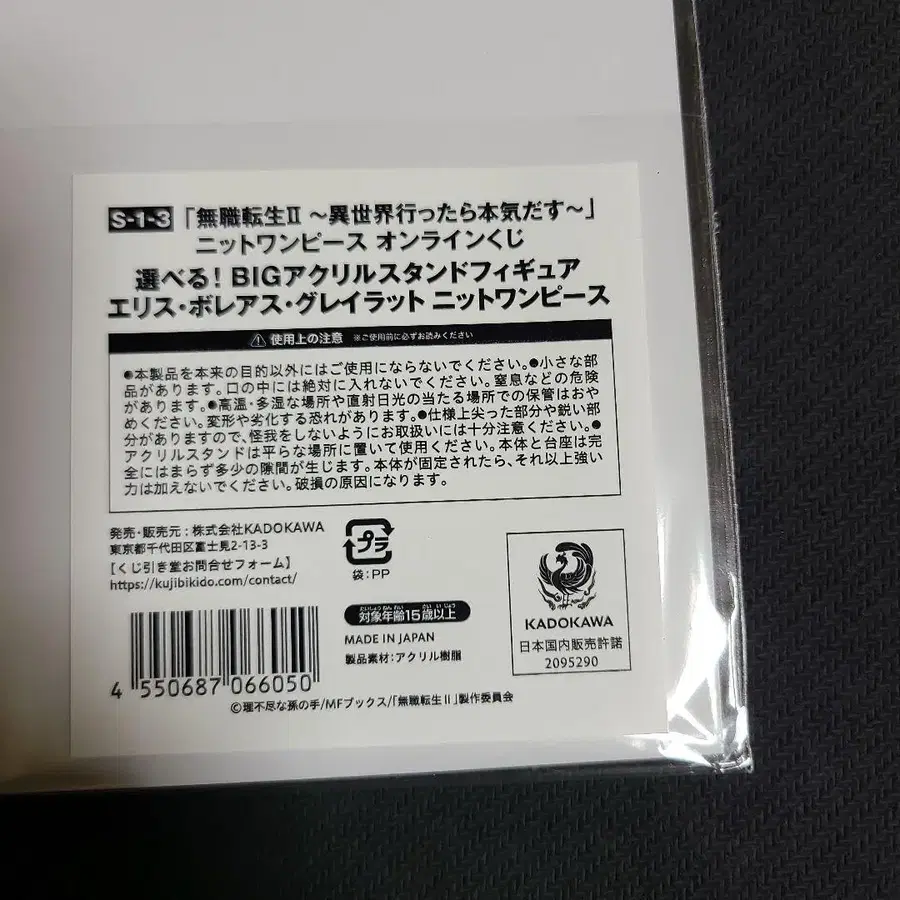 S-1-3 「無職転生Ⅱ ～異世界行ったら本気だす～」
ニットワンピース オンラインくじ
選べる！BIGアクリルスタンドフィギュア
エリス・ボレアス・グレイラット ニットワンピース
使用上の注意 ※ご使用前に必ずお読みください
●本製品を本来の目的以外にはご使用にならないでください。●小さな部
品があります。口の中には絶対に入れないでください。窒息などの危険
があります。●高温・多湿な場所や直射日光の当たる場所での保管はおや
めください。変形や劣化する恐れがあります。●仕様上尖った部分や鋭い部
分がありますので、怪我をしないようにお取扱いには十分注意ください。●
アクリルスタンドは平らな場所に置いて使用ください。本体と台座は完
全にはまらず多少の隙間が生じます。本体が固定されたら、それ以上強い
力は加えないでください。破損の原因になります。
発売・販売元：株式会社KADOKAWA
東京都千代田区富士見2-13-3
【くじ引き堂お問合せフォーム】
https://kujibikido.com/contact/
プラ
袋：PP
たいしょうねんれい さい いじょう
対象年齢15歳以上
MADE IN JAPAN
製品素材：アクリル樹脂
KADOKAWA
日本国内販売許諾
2095290
4 550687 066050
©理不尽な孫の手/MFブックス/「無職転生Ⅱ」製作委員会